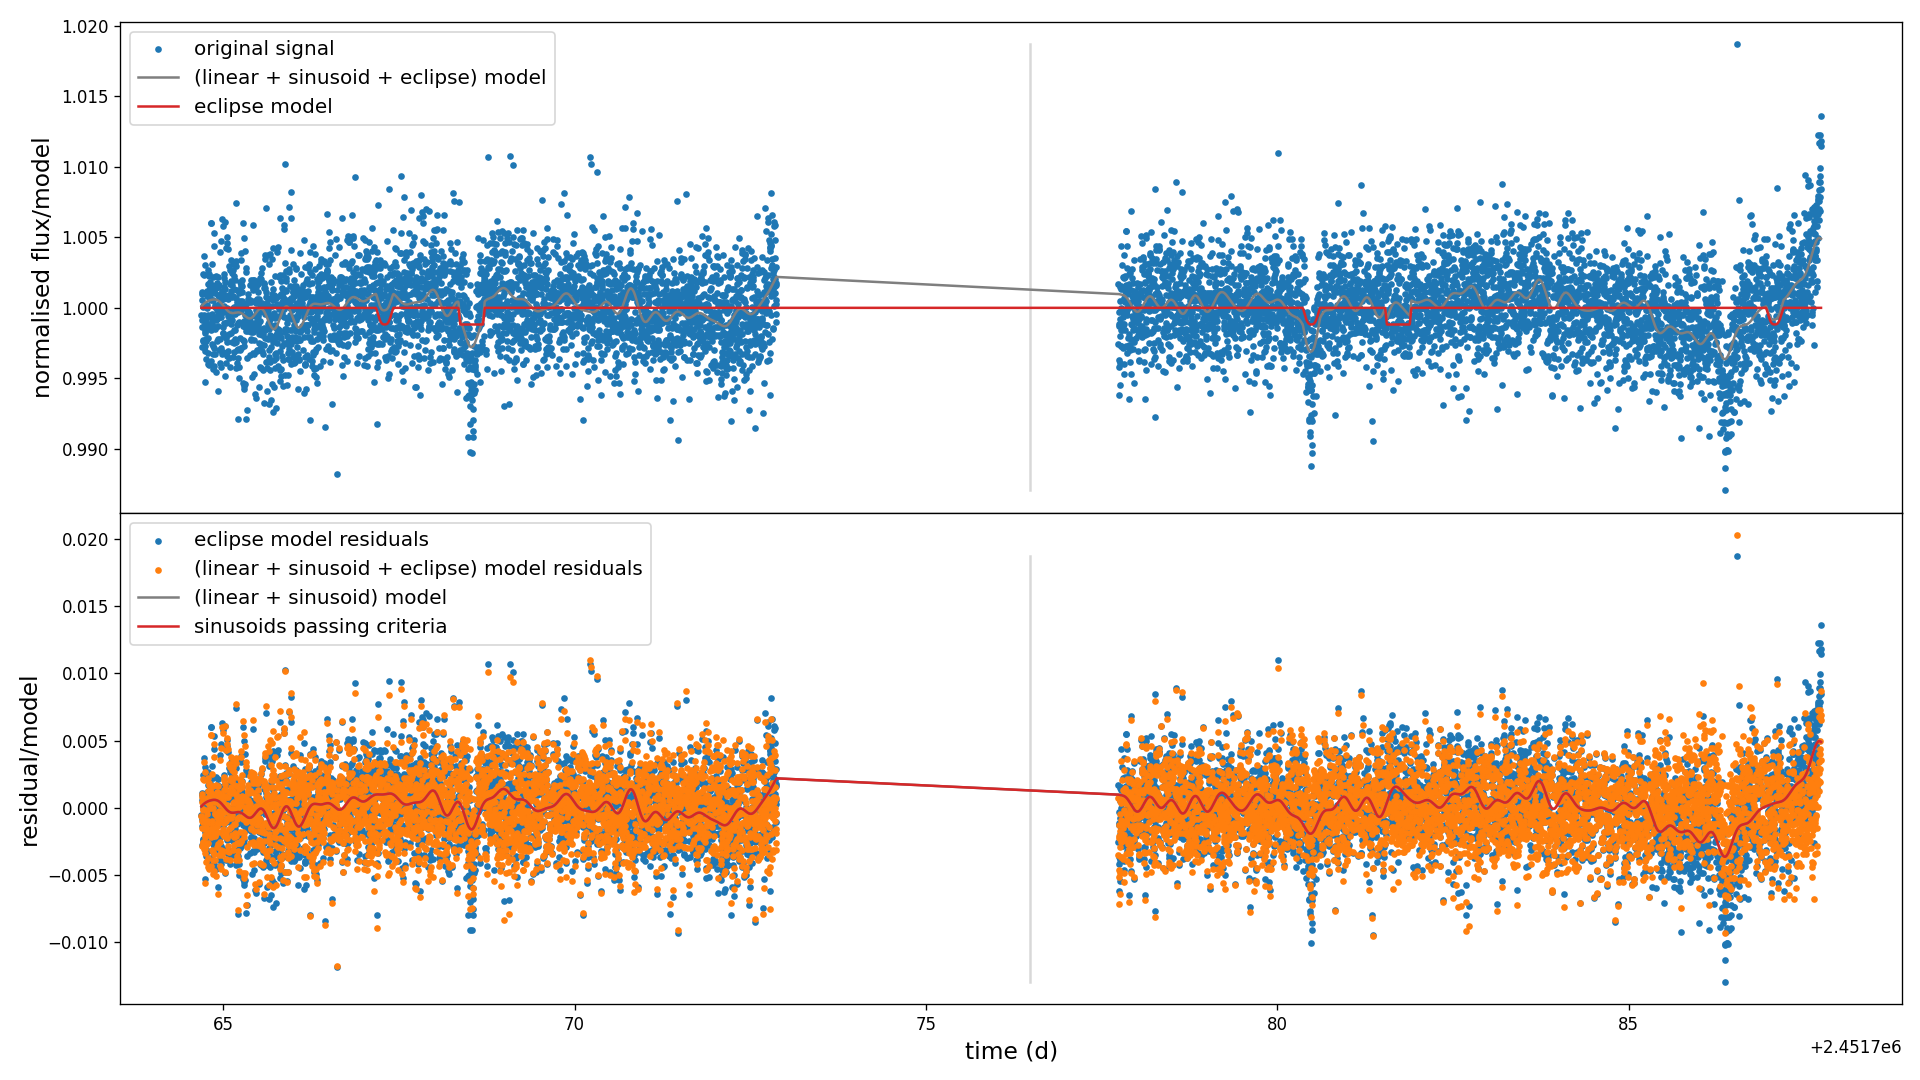 1.020
1.015
1.010
1.005
1.000
0.995
0.990
normalised flux/model
original signal
(linear + sinusoid + eclipse) model
eclipse model
0.020
0.015
0.010
0.005
0.000
−0.005
−0.010
residual/model
eclipse model residuals
(linear + sinusoid + eclipse) model residuals
(linear + sinusoid) model
sinusoids passing criteria
65 70 75 80 85
time (d)
+2.4517e6